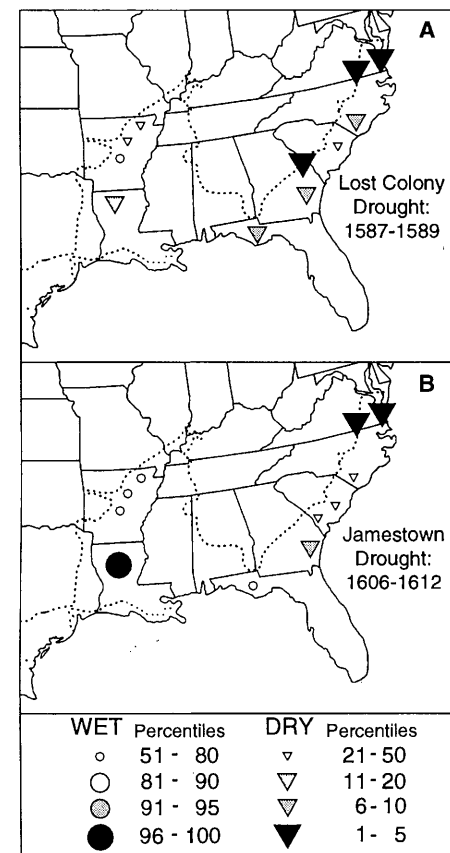 A
Lost Colony
Drought:
1587-1589
B
Jamestown
Drought:
1606-1612
WET Percentiles DRY Percentiles
51 - 80 21-50
81 - 90 11-20
91 - 95 6-10
96-100 1- 5